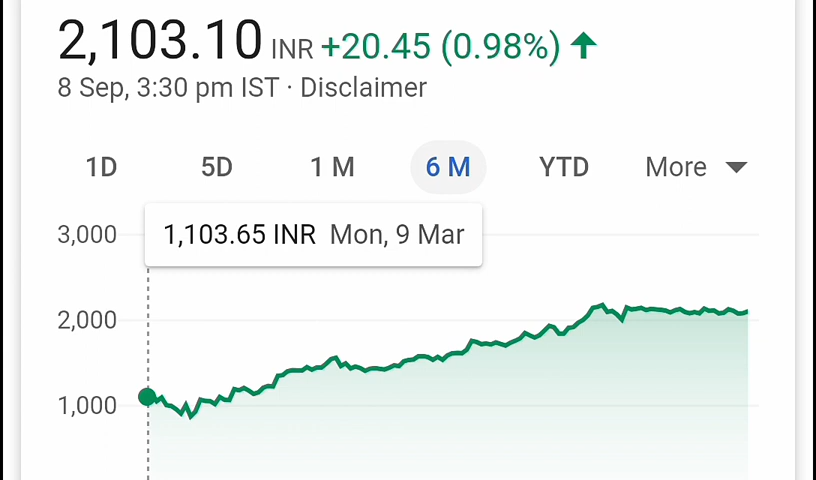 2,103.10 INR +20.45 (0.98%) ↑
8 Sep, 3:30 pm IST · Disclaimer
1D 5D 1 M 6 M YTD More
1,103.65 INR Mon, 9 Mar
3,000
2,000
1,000